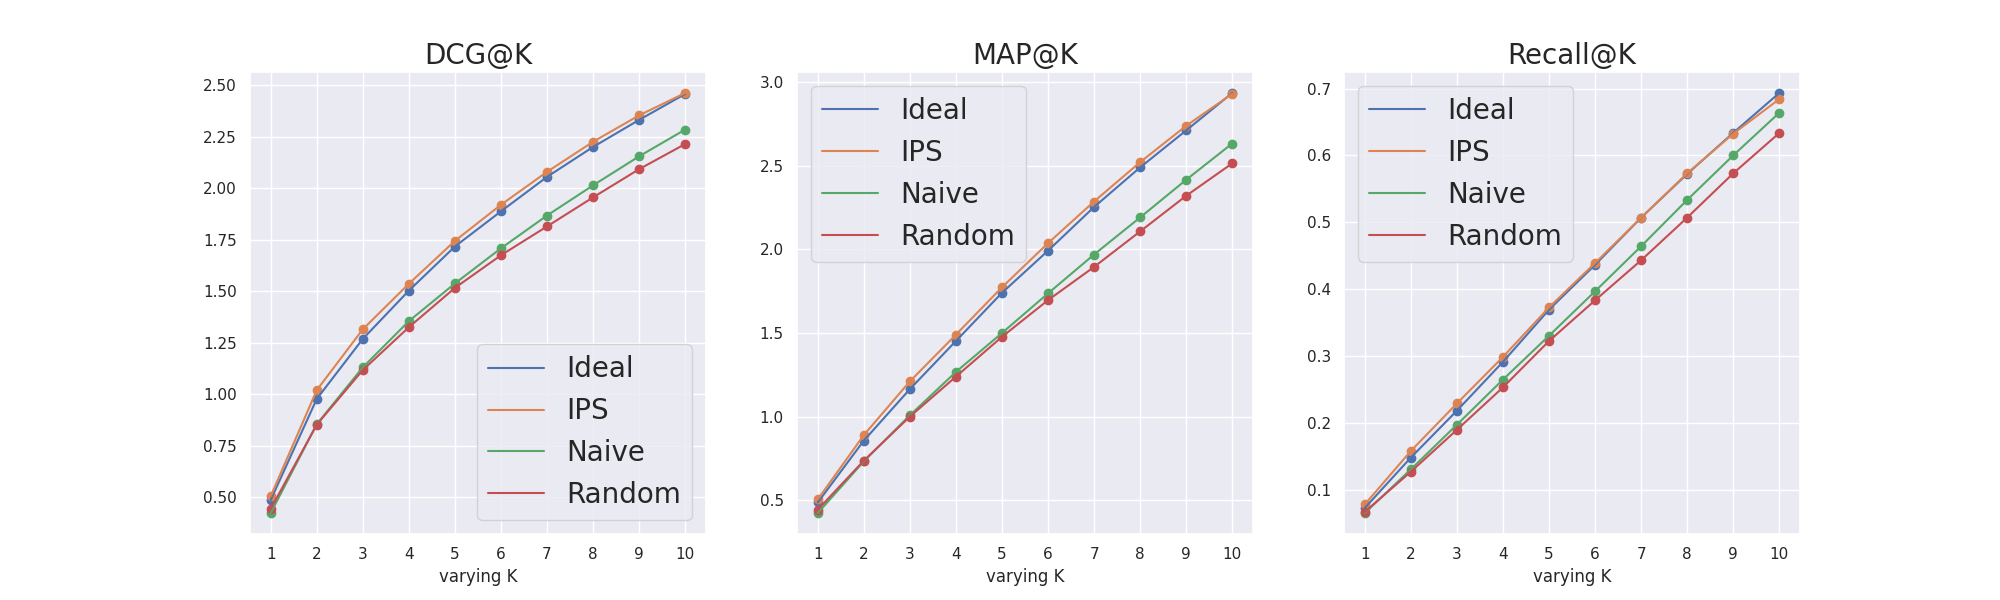 DCG@K
2.50
2.25
2.00
1.75
1.50
1.25
1.00
0.75
0.50
Ideal
IPS
Naive
Random
1 2 3 4 5 6 7 8 9 10
varying K
MAP@K
3.0
2.5
2.0
1.5
1.0
0.5
Ideal
IPS
Naive
Random
1 2 3 4 5 6 7 8 9 10
varying K
Recall@K
0.7
0.6
0.5
0.4
0.3
0.2
0.1
Ideal
IPS
Naive
Random
1 2 3 4 5 6 7 8 9 10
varying K